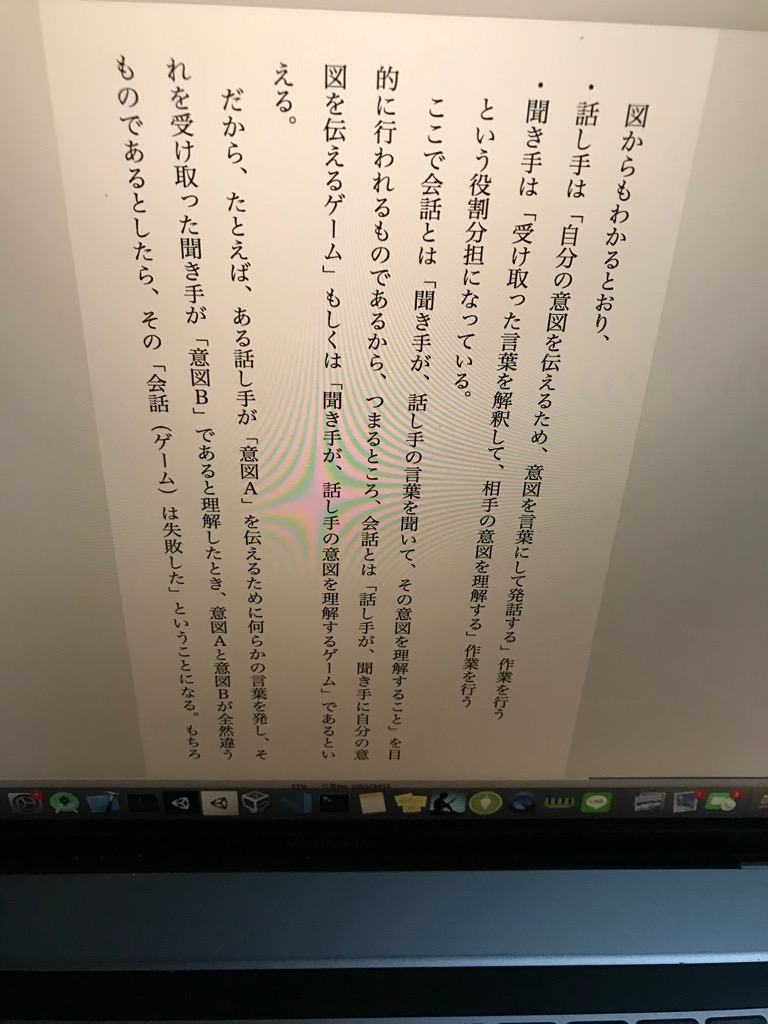 図からもわかるとおり、
・話し手は「自分の意図を伝えるため、意図を言葉にして発話する」作業を行う
・聞き手は「受け取った言葉を解釈して、相手の意図を理解する」作業を行う
という役割分担になっている。
ここで会話とは「聞き手が、話し手の言葉を聞いて、その意図を理解すること」を目
的に行われるものであるから、つまるところ、会話とは「話し手が、聞き手に自分の意
図を伝えるゲーム」もしくは「聞き手が、話し手の意図を理解するゲーム」であるとい
える。
だから、たとえば、ある話し手が「意図A」を伝えるために何らかの言葉を発し、そ
れを受け取った聞き手が「意図B」であると理解したとき、意図Aと意図Bが全然違う
ものであるとしたら、その「会話（ゲーム）は失敗した」ということになる。もちろ
LINE